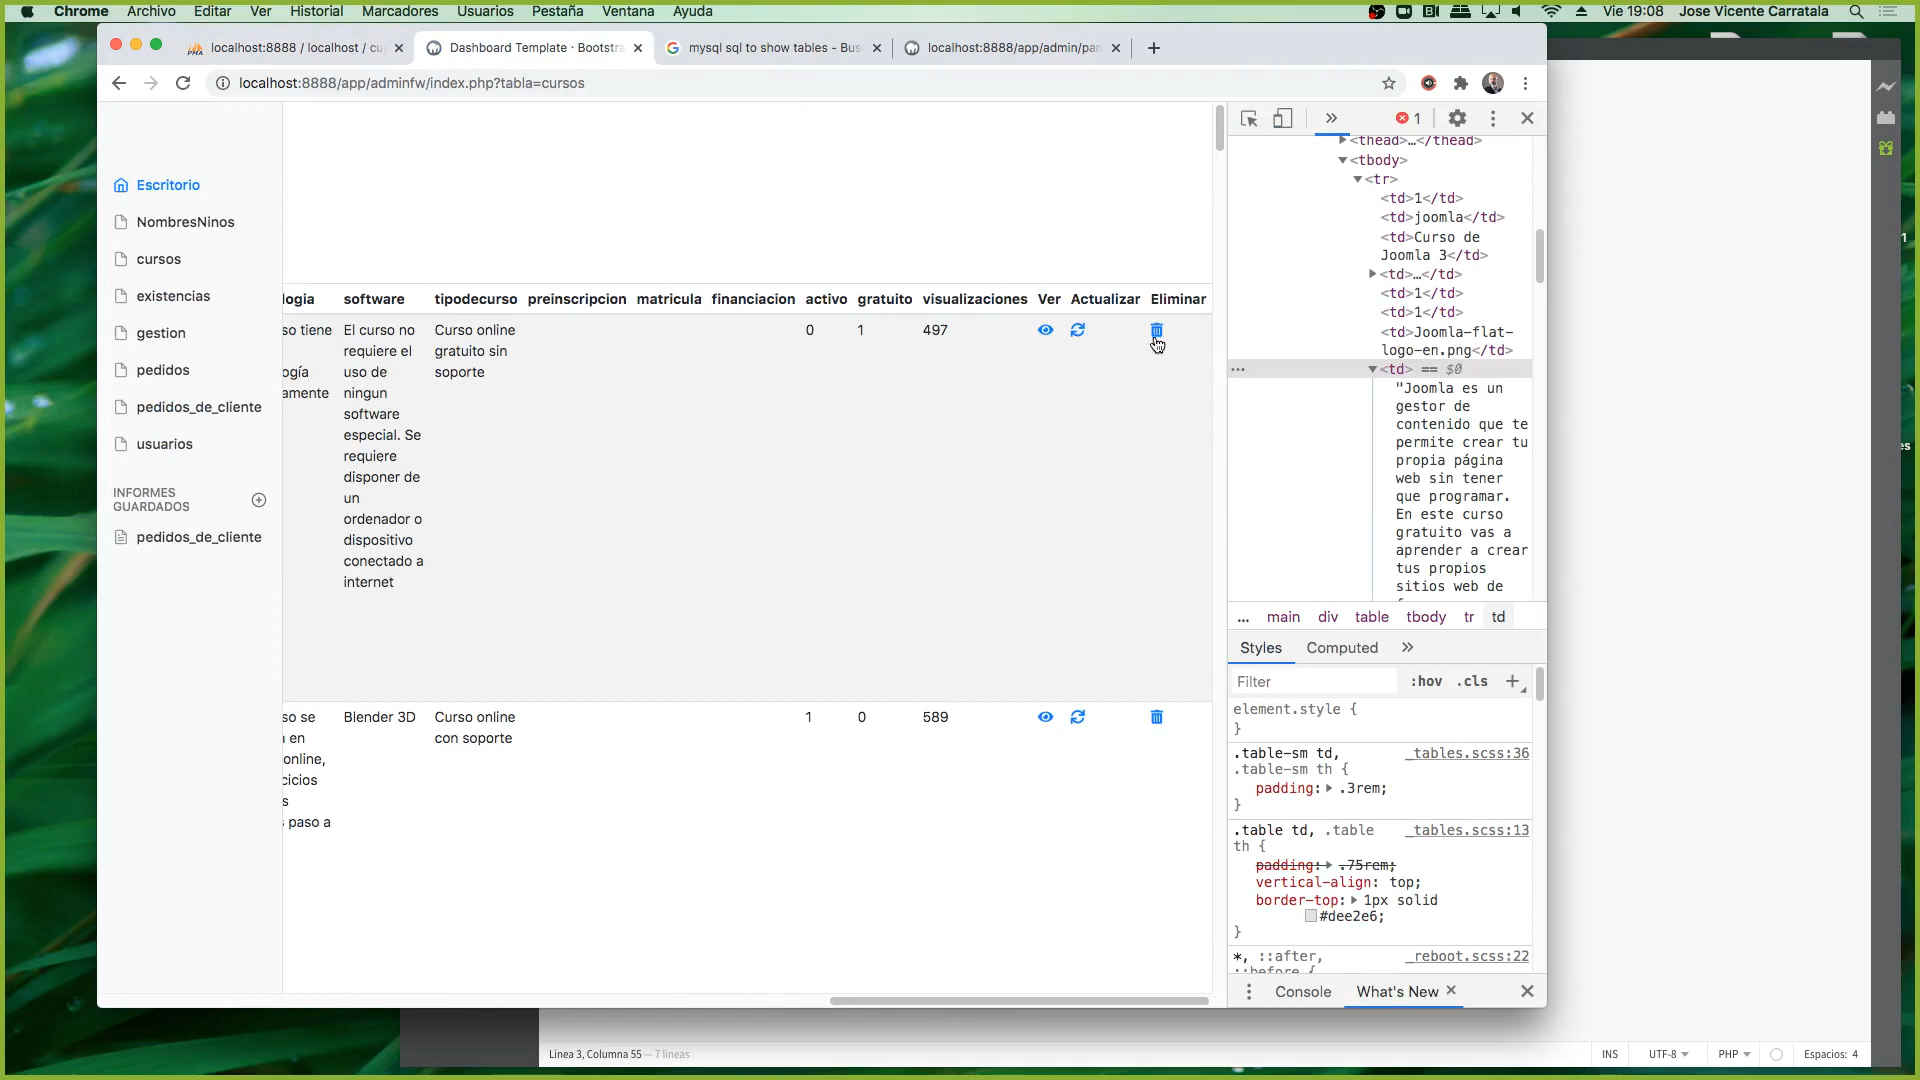 Chrome Archivo Editar Ver Historial Marcadores Usuarios Pestaña Ventana Ayuda Vie 19:08 Jose Vicente Carratala
localhost:8888 / localhost / cu
Dashboard Template · Bootstra
mysql sql to show tables - Bus
localhost:8888/app/admin/pan
localhost:8888/app/adminfw/index.php?tabla=cursos
Escritorio
NombresNinos
cursos
existencias
gestion
pedidos
pedidos_de_cliente
usuarios
INFORMES
GUARDADOS
pedidos_de_cliente
logia software tipodecurso preinscripcion matricula financiacion activo gratuito visualizaciones Ver Actualizar Eliminar
so tiene
ogía
amente
El curso no
requiere el
uso de
ningun
software
especial. Se
requiere
disponer de
un
ordenador o
dispositivo
conectado a
internet
Curso online
gratuito sin
soporte
0 1 497
so se
en
online,
cicios
s
paso a
Blender 3D
Curso online
con soporte
1 0 589
1
<thead>…</thead>
<tbody>
<tr>
<td>1</td>
<td>joomla</td>
<td>Curso de
Joomla 3</td>
<td>…</td>
<td>1</td>
<td>1</td>
<td>Joomla-flat-
logo-en.png</td>
<td> == $0
"Joomla es un
gestor de
contenido que te
permite crear tu
propia página
web sin tener
que programar.
En este curso
gratuito vas a
aprender a crear
tus propios
sitios web de
... main div table tbody tr td
Styles Computed
Filter :hov .cls
element.style {
}
.table-sm td, _tables.scss:36
.table-sm th {
padding: .3rem;
}
.table td, .table _tables.scss:13
th {
padding: .75rem;
vertical-align: top;
border-top: 1px solid
#dee2e6;
}
*, ::after, _reboot.scss:22
::before {
Console What's New
1
es
Línea 3, Columna 55 — 7 líneas
INS UTF-8 PHP Espacios: 4